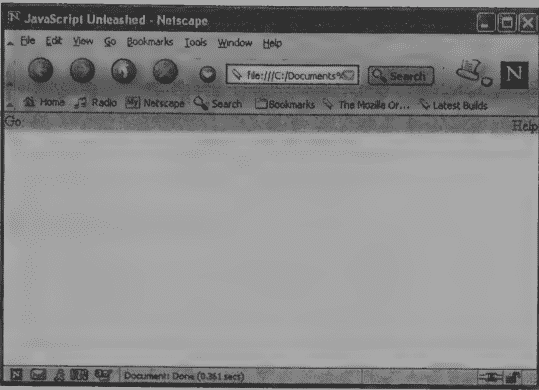 JavaScript Unleashed - Netscape
File Edit View Go Bookmarks Tools Window Help
file:///C:/Documents% Search N
Home Radio My Netscape Search Bookmarks The Mozilla Or... Latest Builds
Go Help
Document: Done (0.361 secs)